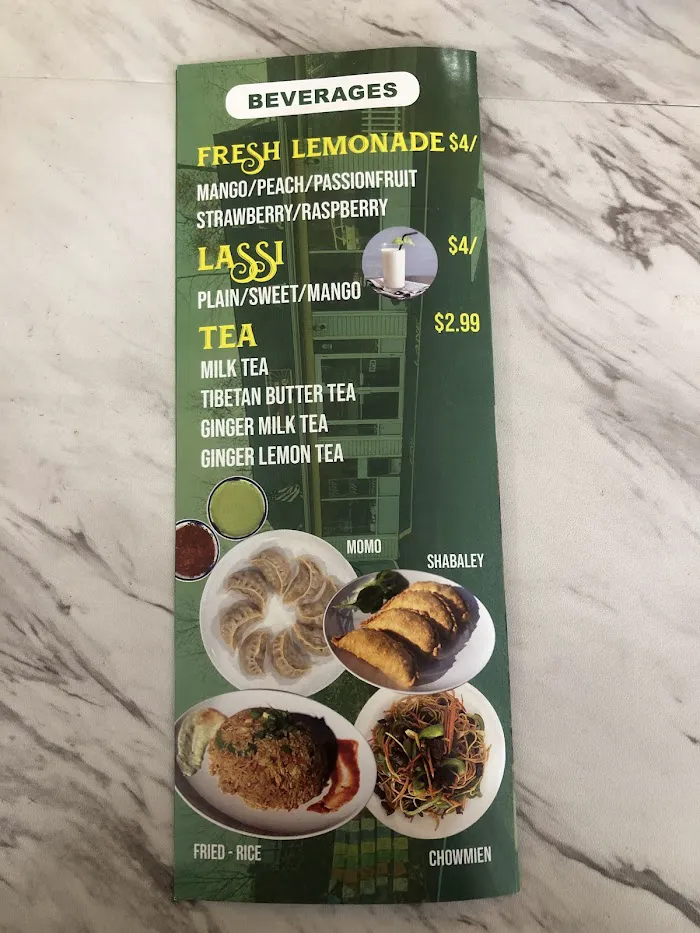 BEVERAGES
FRESH LEMONADE $4/
MANGO/PEACH/PASSIONFRUIT
STRAWBERRY/RASPBERRY
LASSI $4/
PLAIN/SWEET/MANGO
TEA $2.99
MILK TEA
TIBETAN BUTTER TEA
GINGER MILK TEA
GINGER LEMON TEA
MOMO
SHABALEY
FRIED - RICE
CHOWMIEN